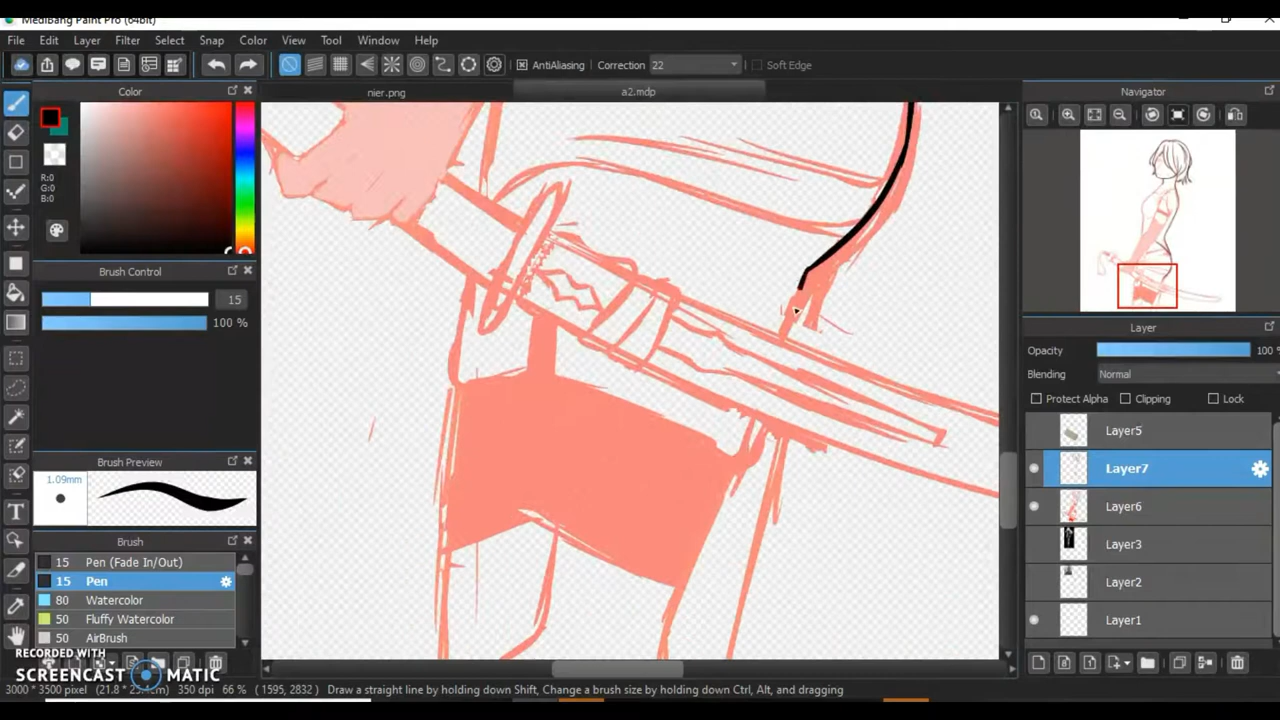 MediBang Paint Pro (64bit)
File Edit Layer Filter Select Snap Color View Tool Window Help
AntiAliasing Correction 22 Soft Edge
Color nier.png a2.mdp Navigator
R:0
G:0
B:0
Brush Control
15
100 %
Layer
Opacity 100 %
Blending Normal
Protect Alpha Clipping Lock
Layer5
Layer7
Layer6
Layer3
Layer2
Layer1
Brush Preview
1.09mm
Brush
15 Pen (Fade In/Out)
15 Pen
80 Watercolor
50 Fluffy Watercolor
50 AirBrush
RECORDED WITH
SCREENCAST MATIC
3000 * 3500 pixel (21.8 * 25.4cm) 350 dpi 66 % ( 1595, 2832 ) Draw a straight line by holding down Shift, Change a brush size by holding down Ctrl, Alt, and dragging